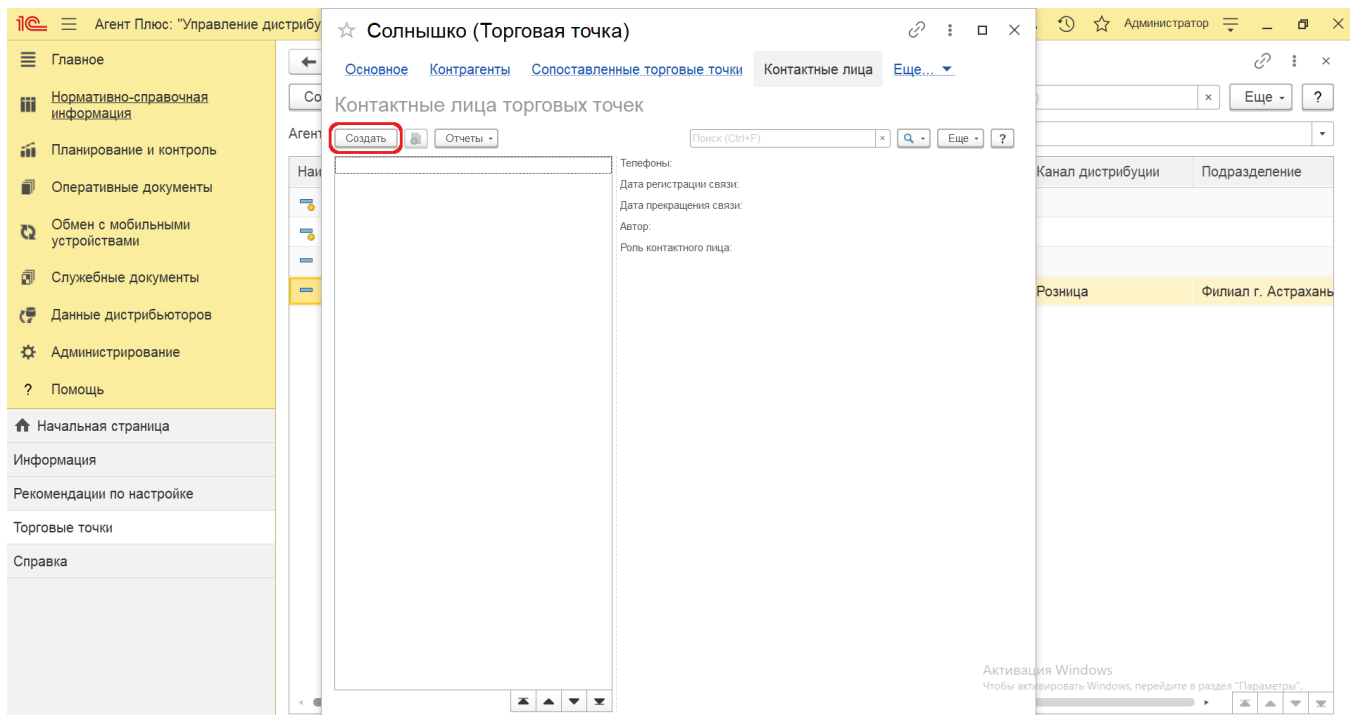 1С Агент Плюс: "Управление дистрибу
Администратор
Главное
Нормативно-справочная
информация
Планирование и контроль
Оперативные документы
Обмен с мобильными
устройствами
Служебные документы
Данные дистрибьюторов
Администрирование
? Помощь
Начальная страница
Информация
Рекомендации по настройке
Торговые точки
Справка
Со
Агент
Наи
Солнышко (Торговая точка)
Основное Контрагенты Сопоставленные торговые точки Контактные лица Еще...
Контактные лица торговых точек
Создать Отчеты Поиск (Ctrl+F) × Еще ?
Телефоны:
Дата регистрации связи:
Дата прекращения связи:
Автор:
Роль контактного лица:
) × Еще ?
Канал дистрибуции Подразделение
Розница Филиал г. Астрахань
Активация Windows
Чтобы активировать Windows, перейдите в раздел "Параметры".